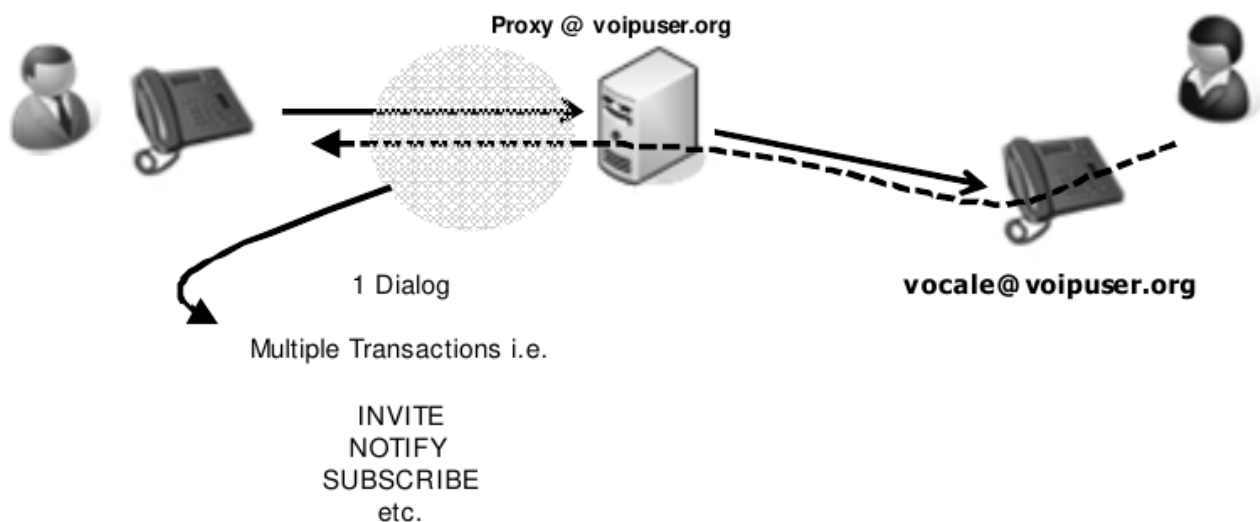 Proxy @ voipuser.org
1 Dialog
vocale@voipuser.org
Multiple Transactions i.e.
INVITE
NOTIFY
SUBSCRIBE
etc.